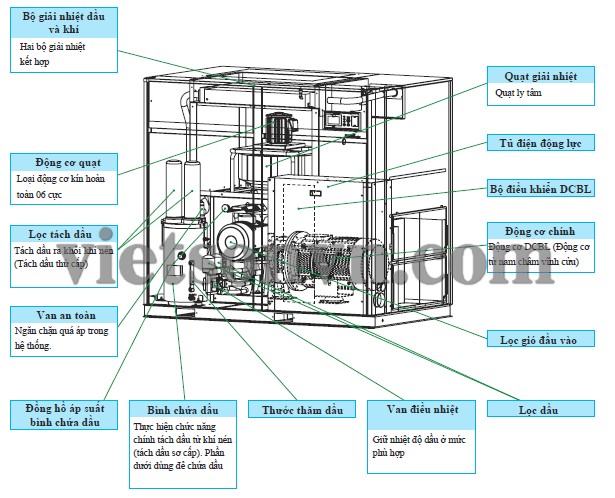 Bộ giải nhiệt dầu
và khí
Hai bộ giải nhiệt
kết hợp
Quạt giải nhiệt
Quạt ly tâm
Tủ điện động lực
Động cơ quạt
Loại động cơ kín hoàn
toàn 06 cực
Bộ điều khiển DCBL
Lọc tách dầu
Tách dầu ra khỏi khí nén
(Tách dầu thứ cấp)
Động cơ chính
Động cơ DCBL (Động cơ
từ nam châm vĩnh cửu)
Van an toàn
Ngăn chặn quá áp trong
hệ thống.
Lọc gió đầu vào
Đồng hồ áp suất
bình chứa dầu
Bình chứa dầu
Thực hiện chức năng
chính tách dầu từ khí nén
(tách dầu sơ cấp). Phần
dưới dùng để chứa dầu
Thước thăm dầu
Van điều nhiệt
Giữ nhiệt độ dầu ở mức
phù hợp
Lọc dầu